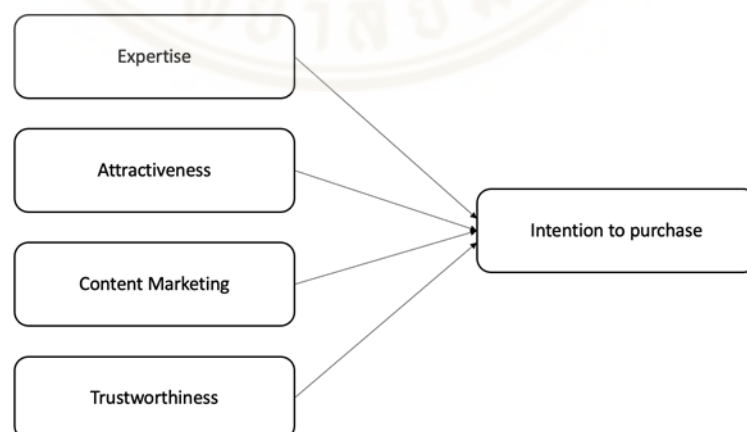 Expertise
Attractiveness
Intention to purchase
Content Marketing
Trustworthiness